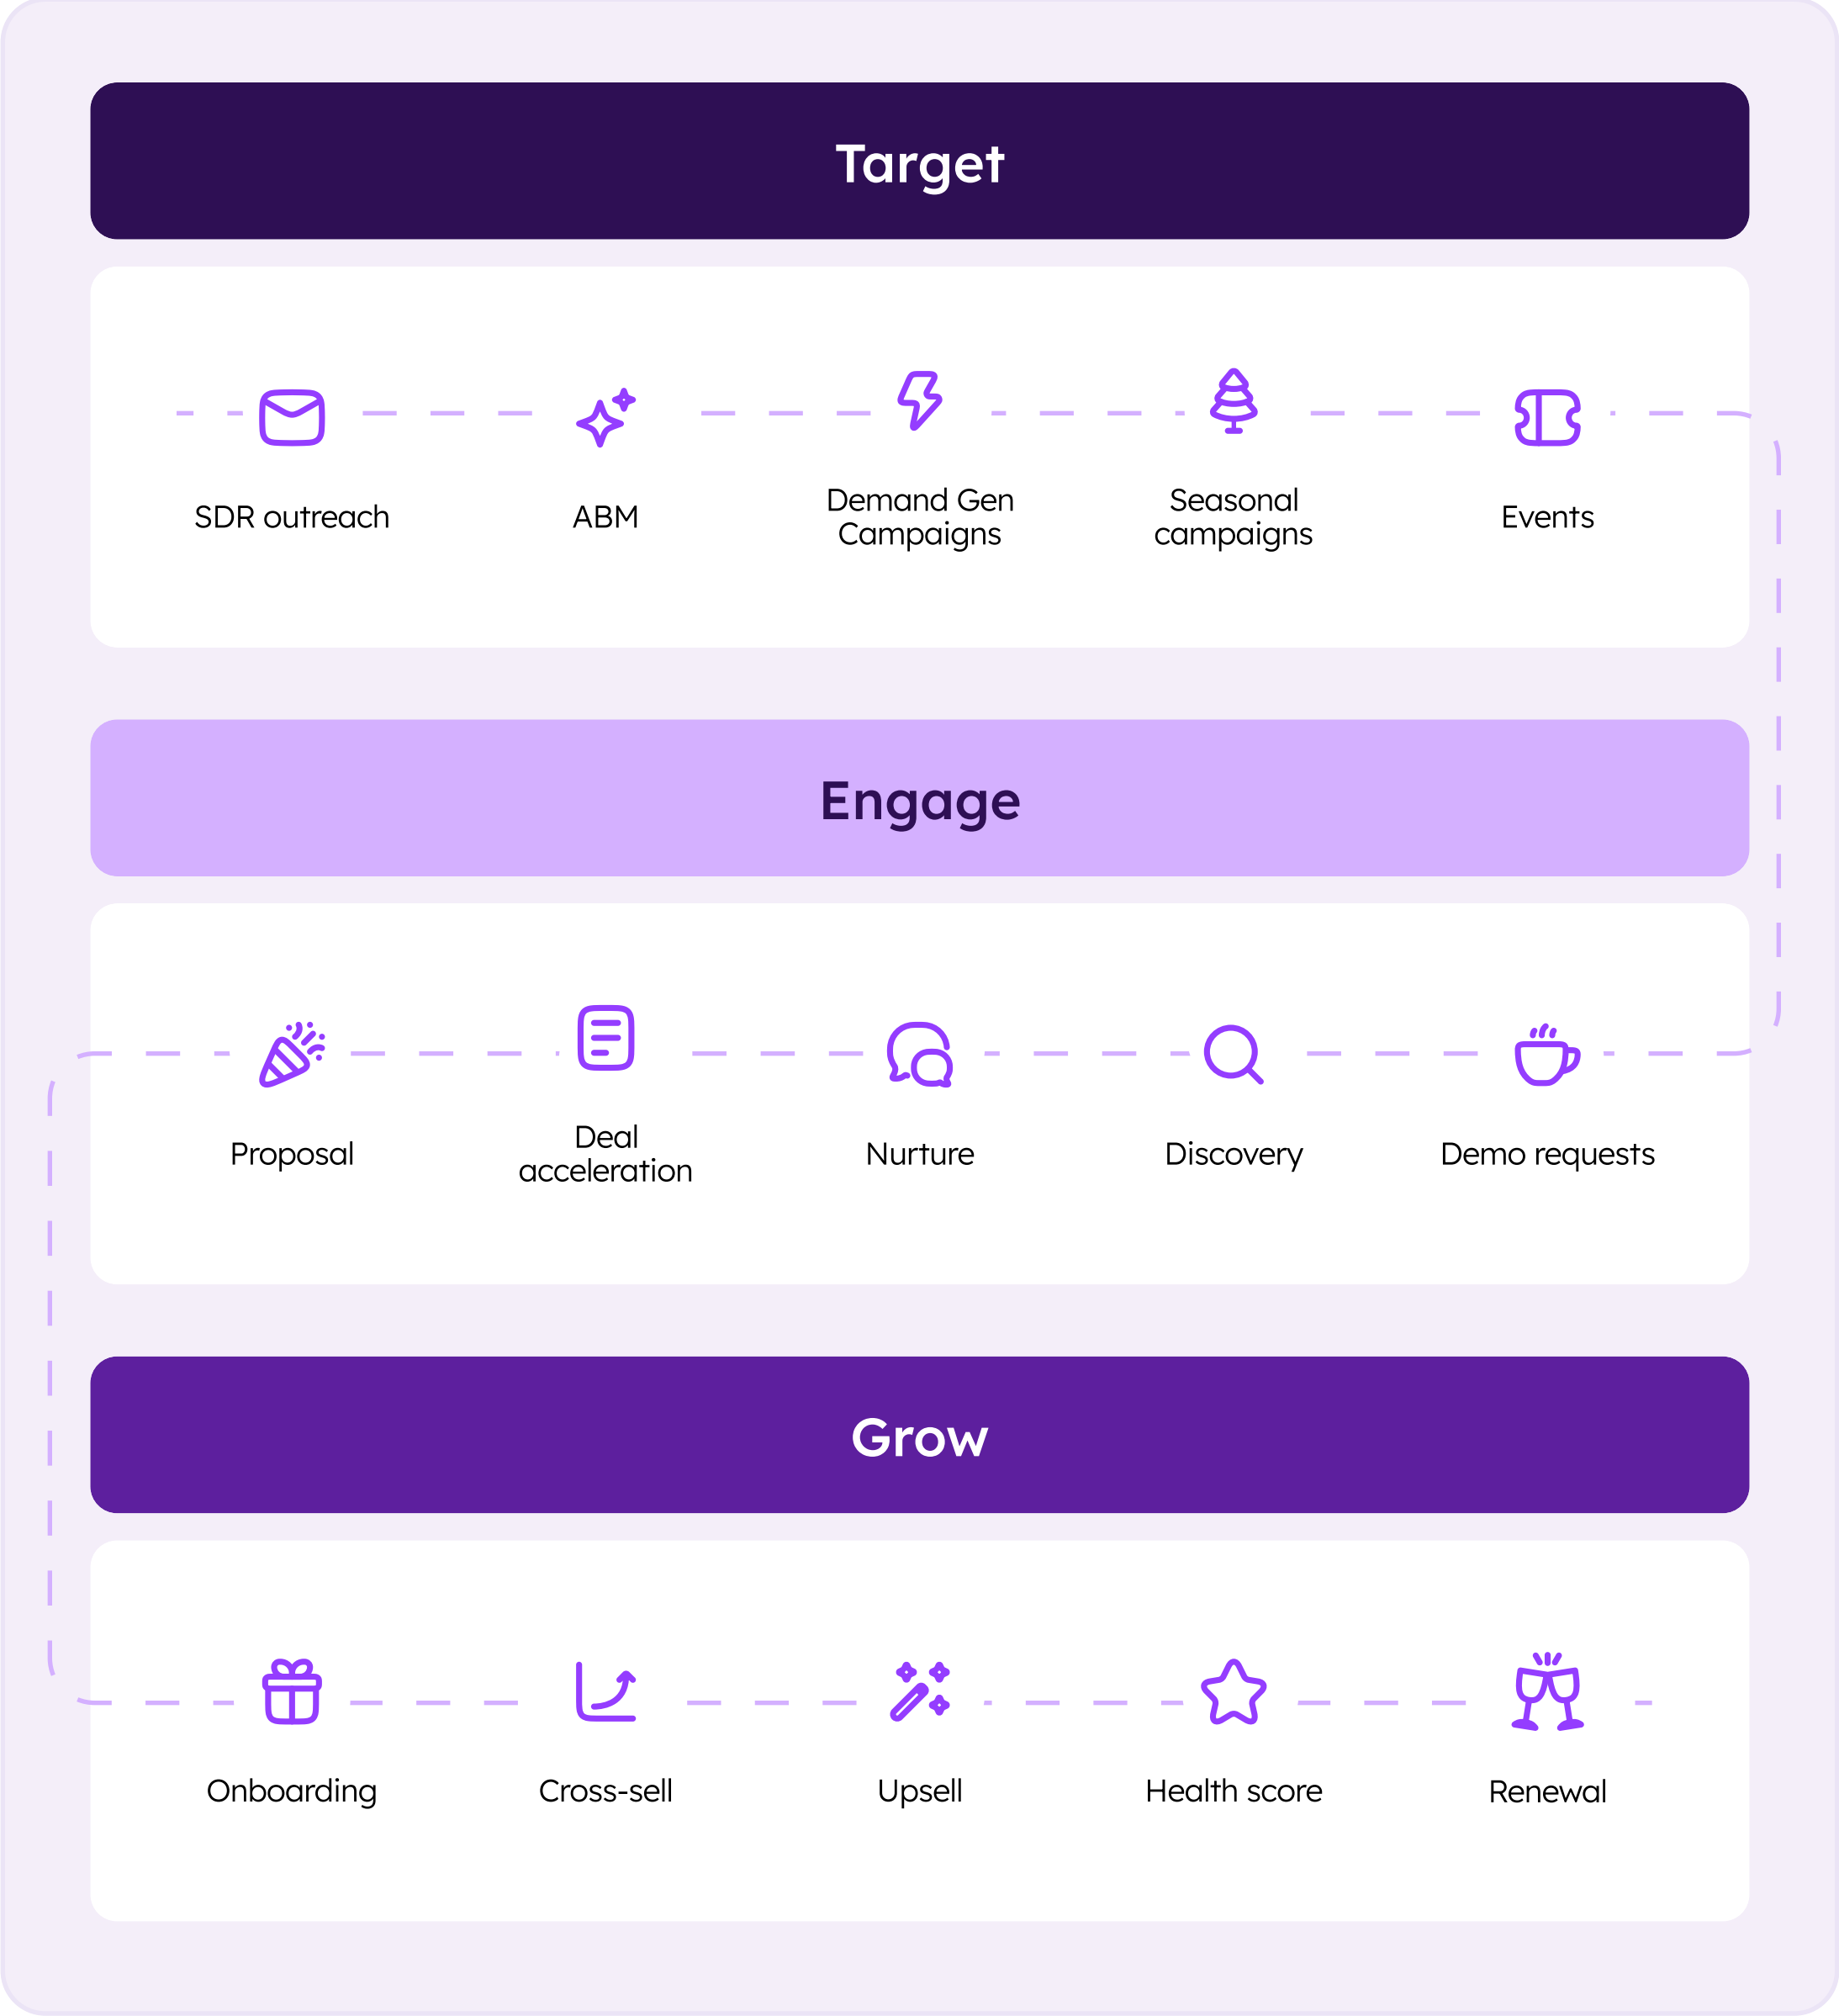 Target
SDR outreach
ABM
Demand Gen
Campaigns
Seasonal
campaigns
Events
Engage
Proposal
Deal
acceleration
Nurture
Discovery
Demo requests
Grow
Onboarding
Cross-sell
Upsell
Health score
Renewal